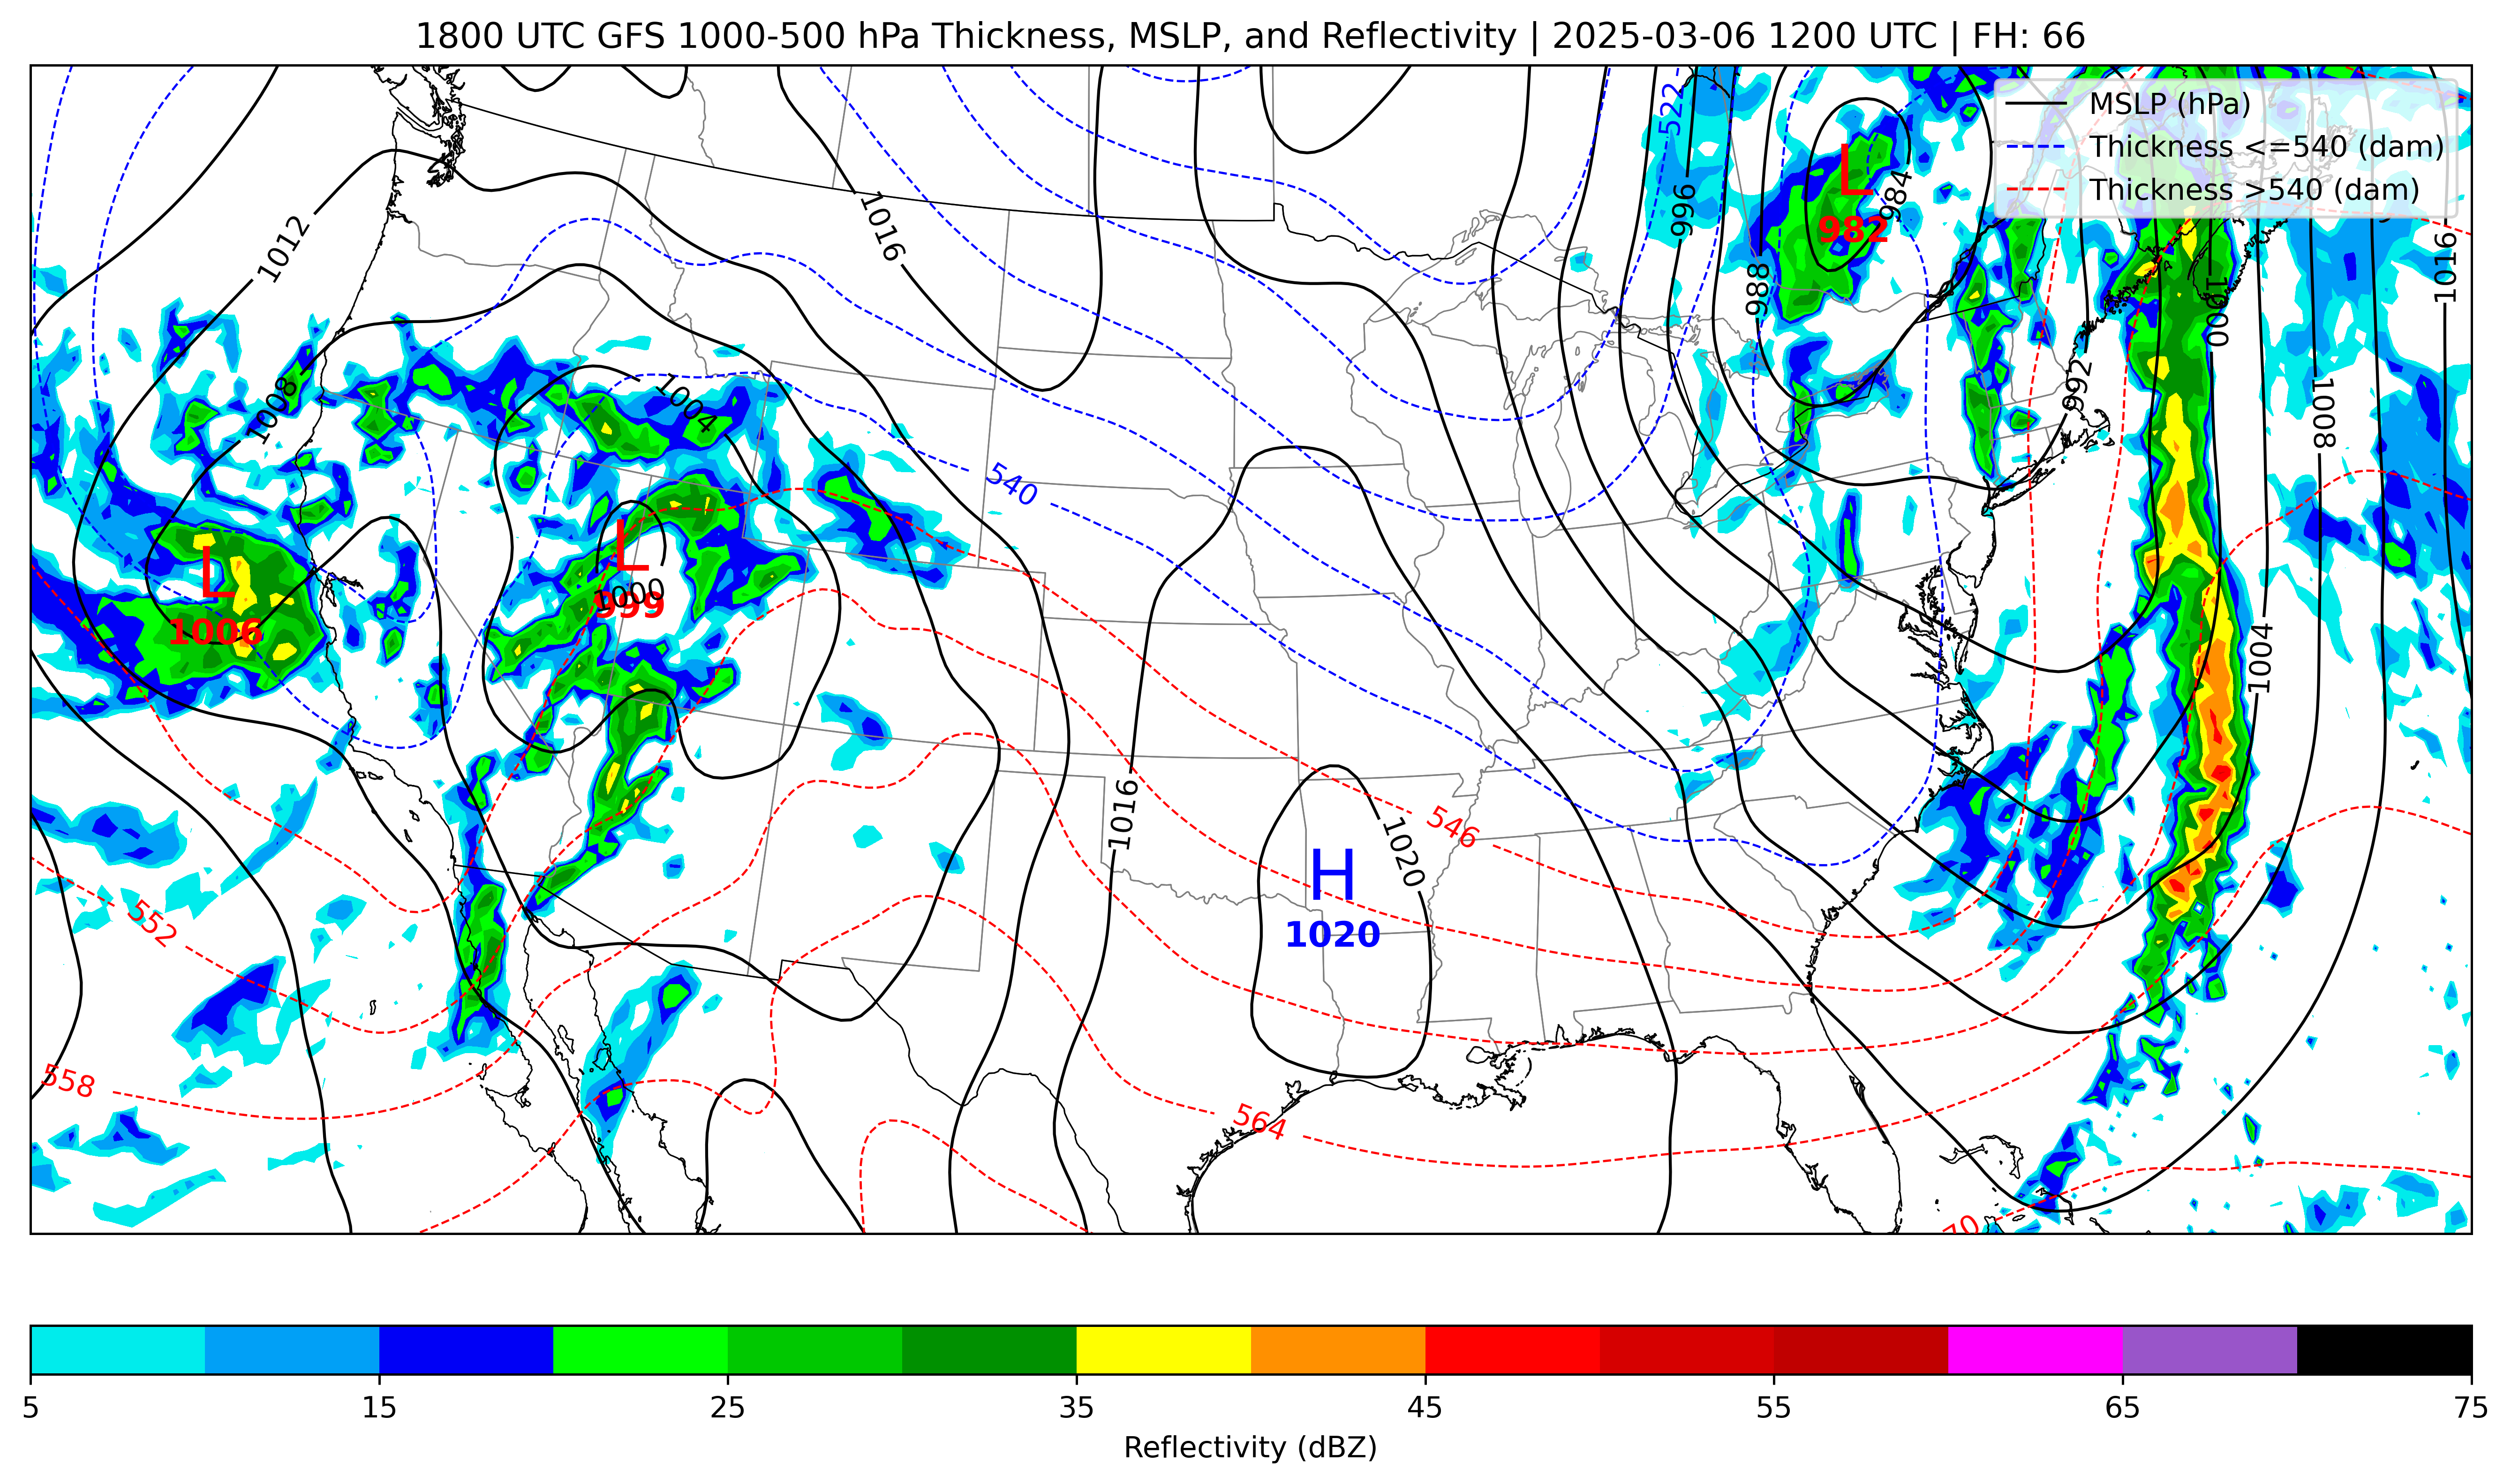 1800 UTC GFS 1000-500 hPa Thickness, MSLP, and Reflectivity | 2025-03-06 1200 UTC | FH: 66
MSLP (hPa)
Thickness <=540 (dam)
Thickness >540 (dam)
522
L
982
984
996
988
1016
1012
1016
1000
992
1008
1008
1004
540
L
1000
999
L
1006
1004
1016
1020
546
H
1020
552
558
564
70
5 15 25 35 45 55 65 75
Reflectivity (dBZ)